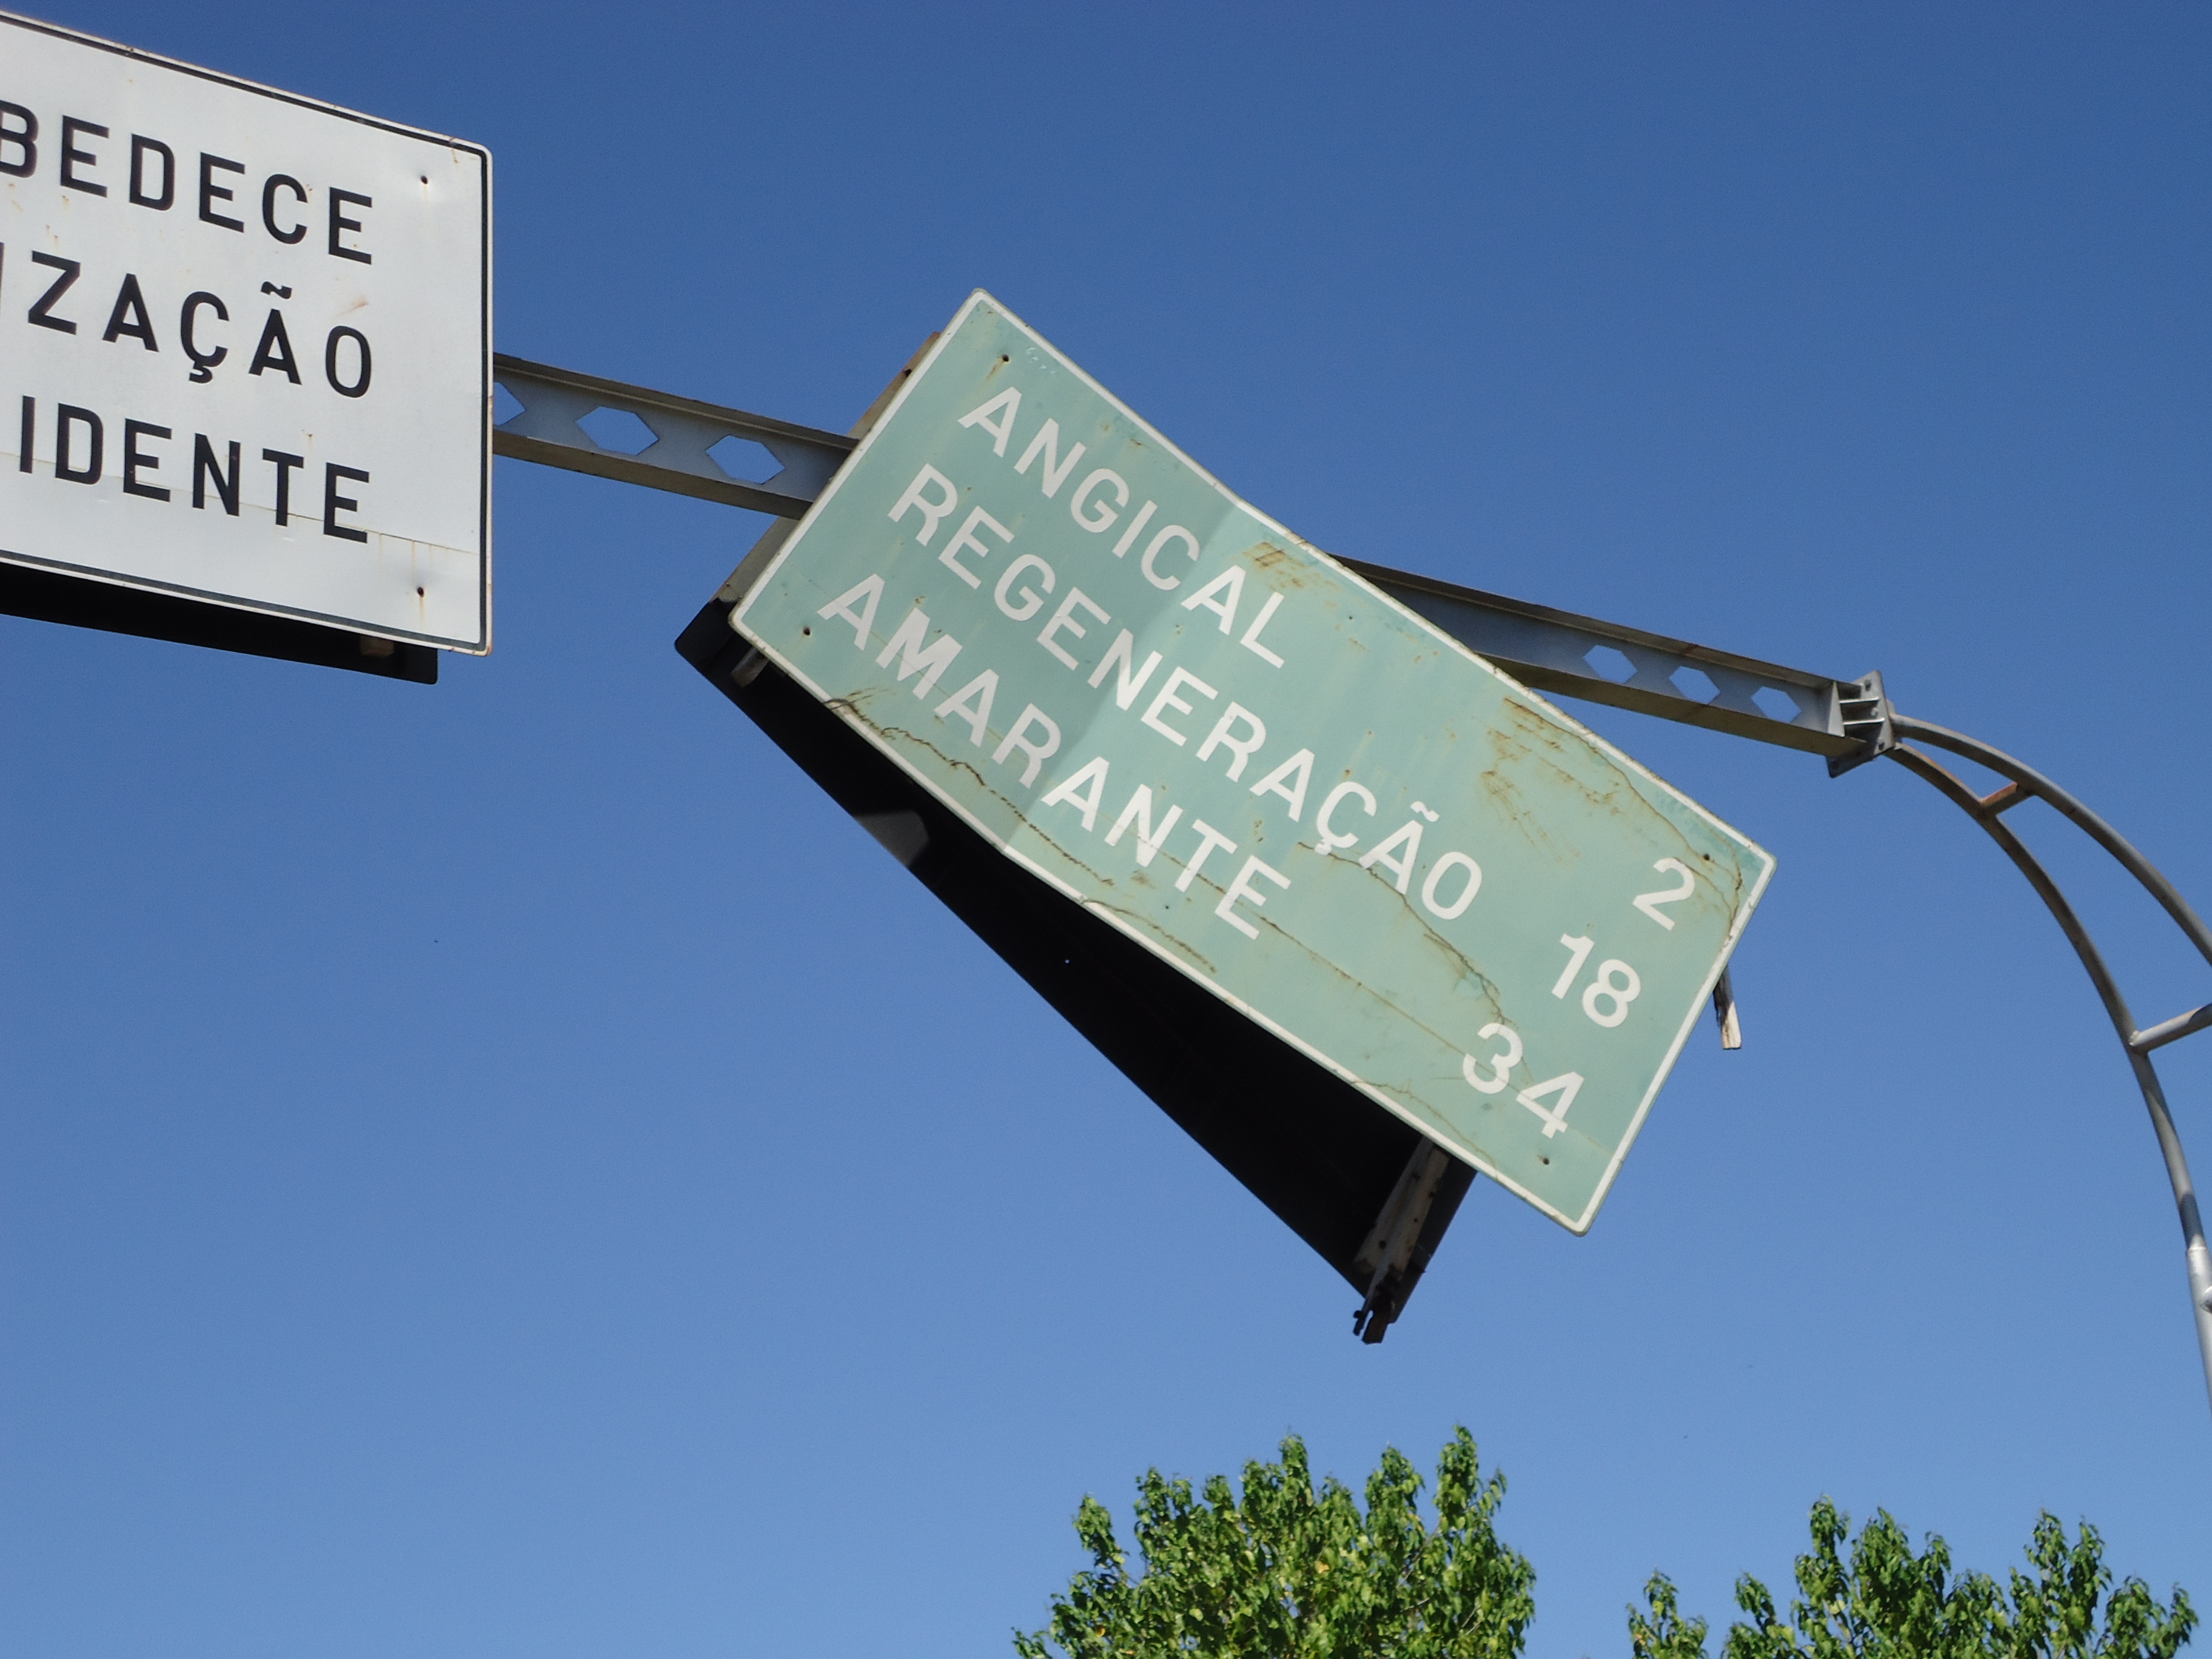 BEDECE
IZAÇÃO
IDENTE
ANGICAL 2
REGENERAÇÃO 18
AMARANTE 34